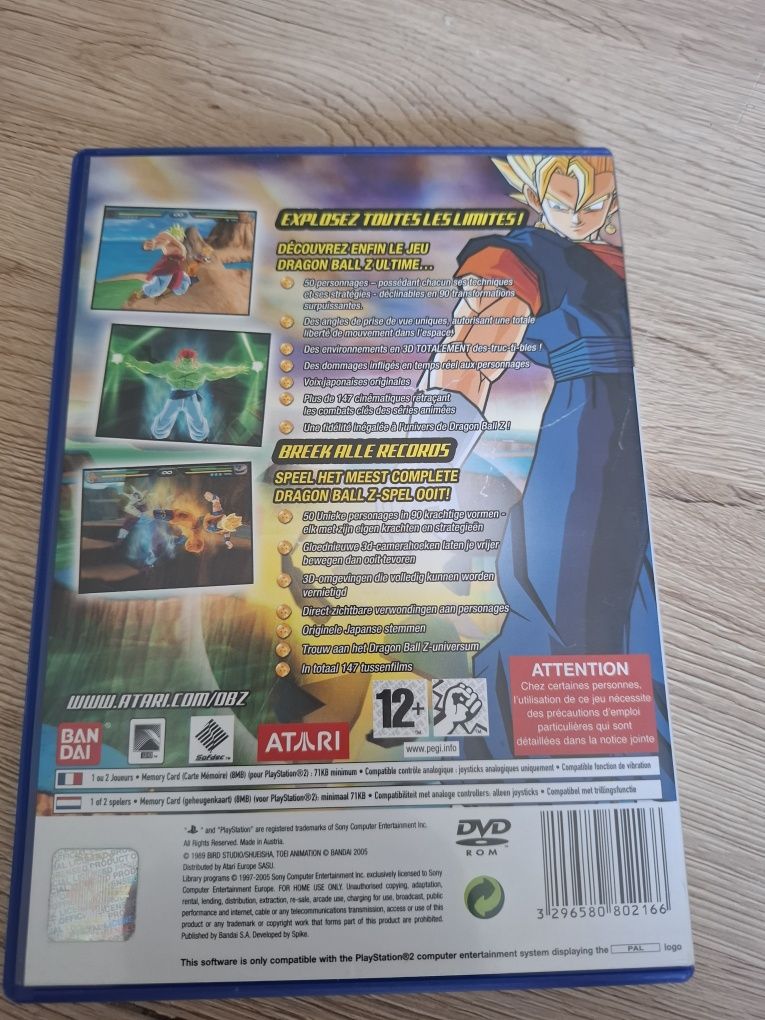 EXPLOSEZ TOUTES LES LIMITES !
DÉCOUVREZ ENFIN LE JEU
DRAGON BALL Z ULTIME...
50 personnages – possédant chacun ses techniques
et ses stratégies - déclinables en 90 transformations
surpuissantes.
Des angles de prise de vue uniques, autorisant une totale
liberté de mouvement dans l'espace!
Des environnements en 3D TOTALEMENT des-truc-ti-bles !
Des dommages infligés en temps réel aux personnages
Voix japonaises originales
Plus de 147 cinématiques retraçant
les combats clés des séries animées
Une fidélité inégalée à l'univers de Dragon Ball Z !
BREEK ALLE RECORDS
SPEEL HET MEEST COMPLETE
DRAGON BALL Z-SPEL OOIT!
50 Unieke personages in 90 krachtige vormen -
elk met zijn eigen krachten en strategieën
Gloednieuwe 3d-camerahoeken laten je vrijer
bewegen dan ooit tevoren
3D-omgevingen die volledig kunnen worden
vernietigd
Direct zichtbare verwondingen aan personages
Originele Japanse stemmen
Trouw aan het Dragon Ball Z-universum
In totaal 147 tussenfilms
WWW.ATARI.COM/DBZ
BAN
DAI
®
Sofdec
TM
ATARI
12+
www.pegi.info
ATTENTION
Chez certaines personnes,
l'utilisation de ce jeu nécessite
des précautions d'emploi
particulières qui sont
détaillées dans la notice jointe
1 ou 2 Joueurs • Memory Card (Carte Mémoire) (8MB) (pour PlayStation®2) : 71KB minimum • Compatible contrôle analogique : joysticks analogiques uniquement • Compatible fonction de vibration
1 of 2 spelers • Memory Card (geheugenkaart) (8MB) (voor PlayStation®2): minimaal 71KB • Compatibiliteit met analoge controllers: alleen joysticks • Compatibel met trillingsfunctie
" " and "PlayStation" are registered trademarks of Sony Computer Entertainment Inc.
All Rights Reserved. Made in Austria.
© 1989 BIRD STUDIO/SHUEISHA, TOEI ANIMATION © BANDAI 2005
Distributed by Atari Europe SASU.
Library programs © 1997-2005 Sony Computer Entertainment Inc. exclusively licensed to Sony
Computer Entertainment Europe. FOR HOME USE ONLY. Unauthorised copying, adaptation,
rental, lending, distribution, extraction, re-sale, arcade use, charging for use, broadcast, public
performance and internet, cable or any telecommunications transmission, access or use of this
product or any trademark or copyright work that forms part of this product are prohibited.
Published by Bandai S.A. Developed by Spike.
DVD
ROM
3 296580 802166
This software is only compatible with the PlayStation®2 computer entertainment system displaying the PAL logo